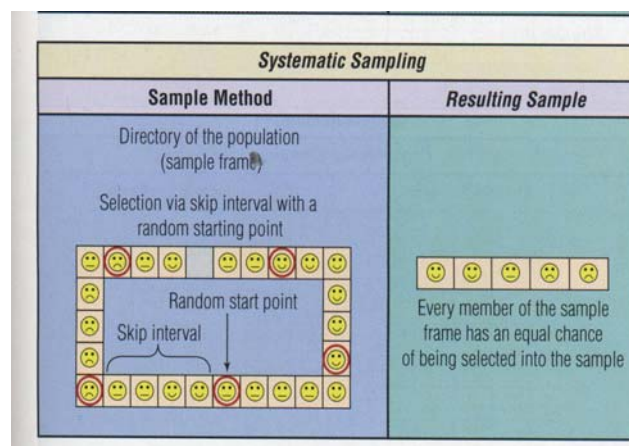 Systematic Sampling
Sample Method
Resulting Sample
Directory of the population
(sample frame)
Selection via skip interval with a
random starting point
Random start point
Skip interval
Every member of the sample
frame has an equal chance
of being selected into the sample